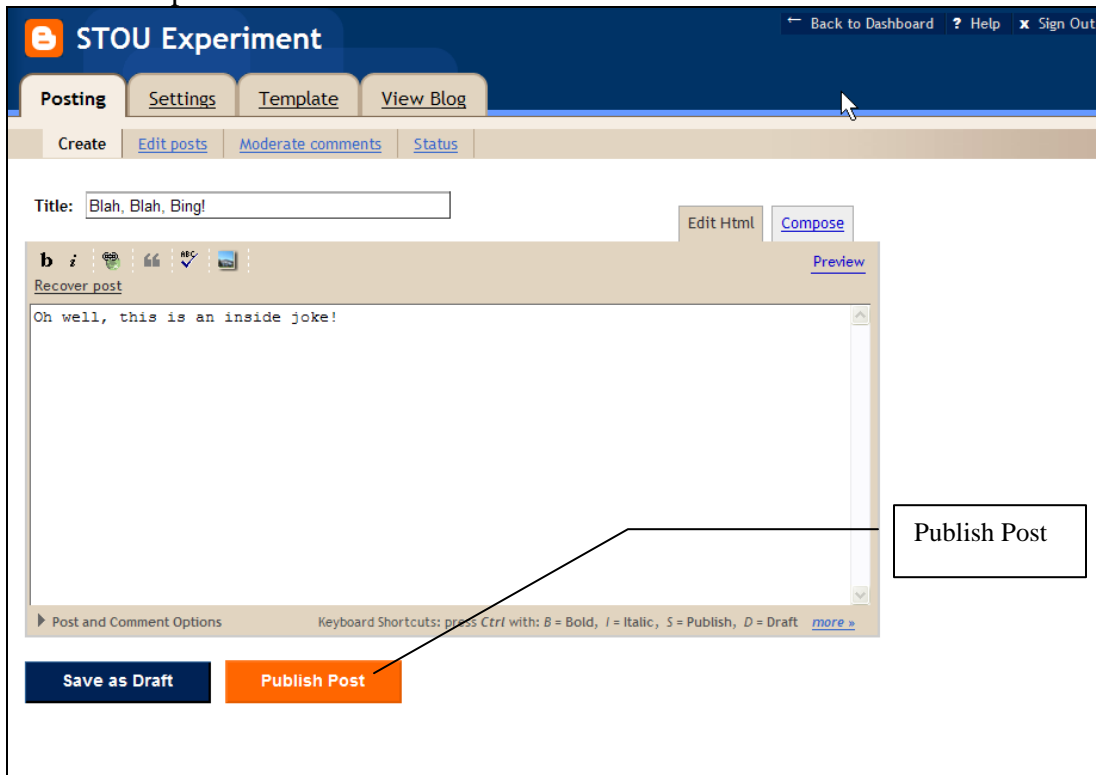 ← Back to Dashboard ? Help x Sign Out
STOU Experiment
Posting Settings Template View Blog
Create Edit posts Moderate comments Status
Title: Blah, Blah, Bing!
Edit Html Compose
b i ABC Preview
Recover post
Oh well, this is an inside joke!
Publish Post
Post and Comment Options Keyboard Shortcuts: press Ctrl with: B = Bold, I = Italic, S = Publish, D = Draft more »
Save as Draft Publish Post